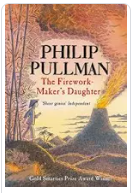 PHILIP
PULLMAN
The Firework-
Maker's Daughter
'Sheer genius' Independent
Gold Smarties Prize Award Winner